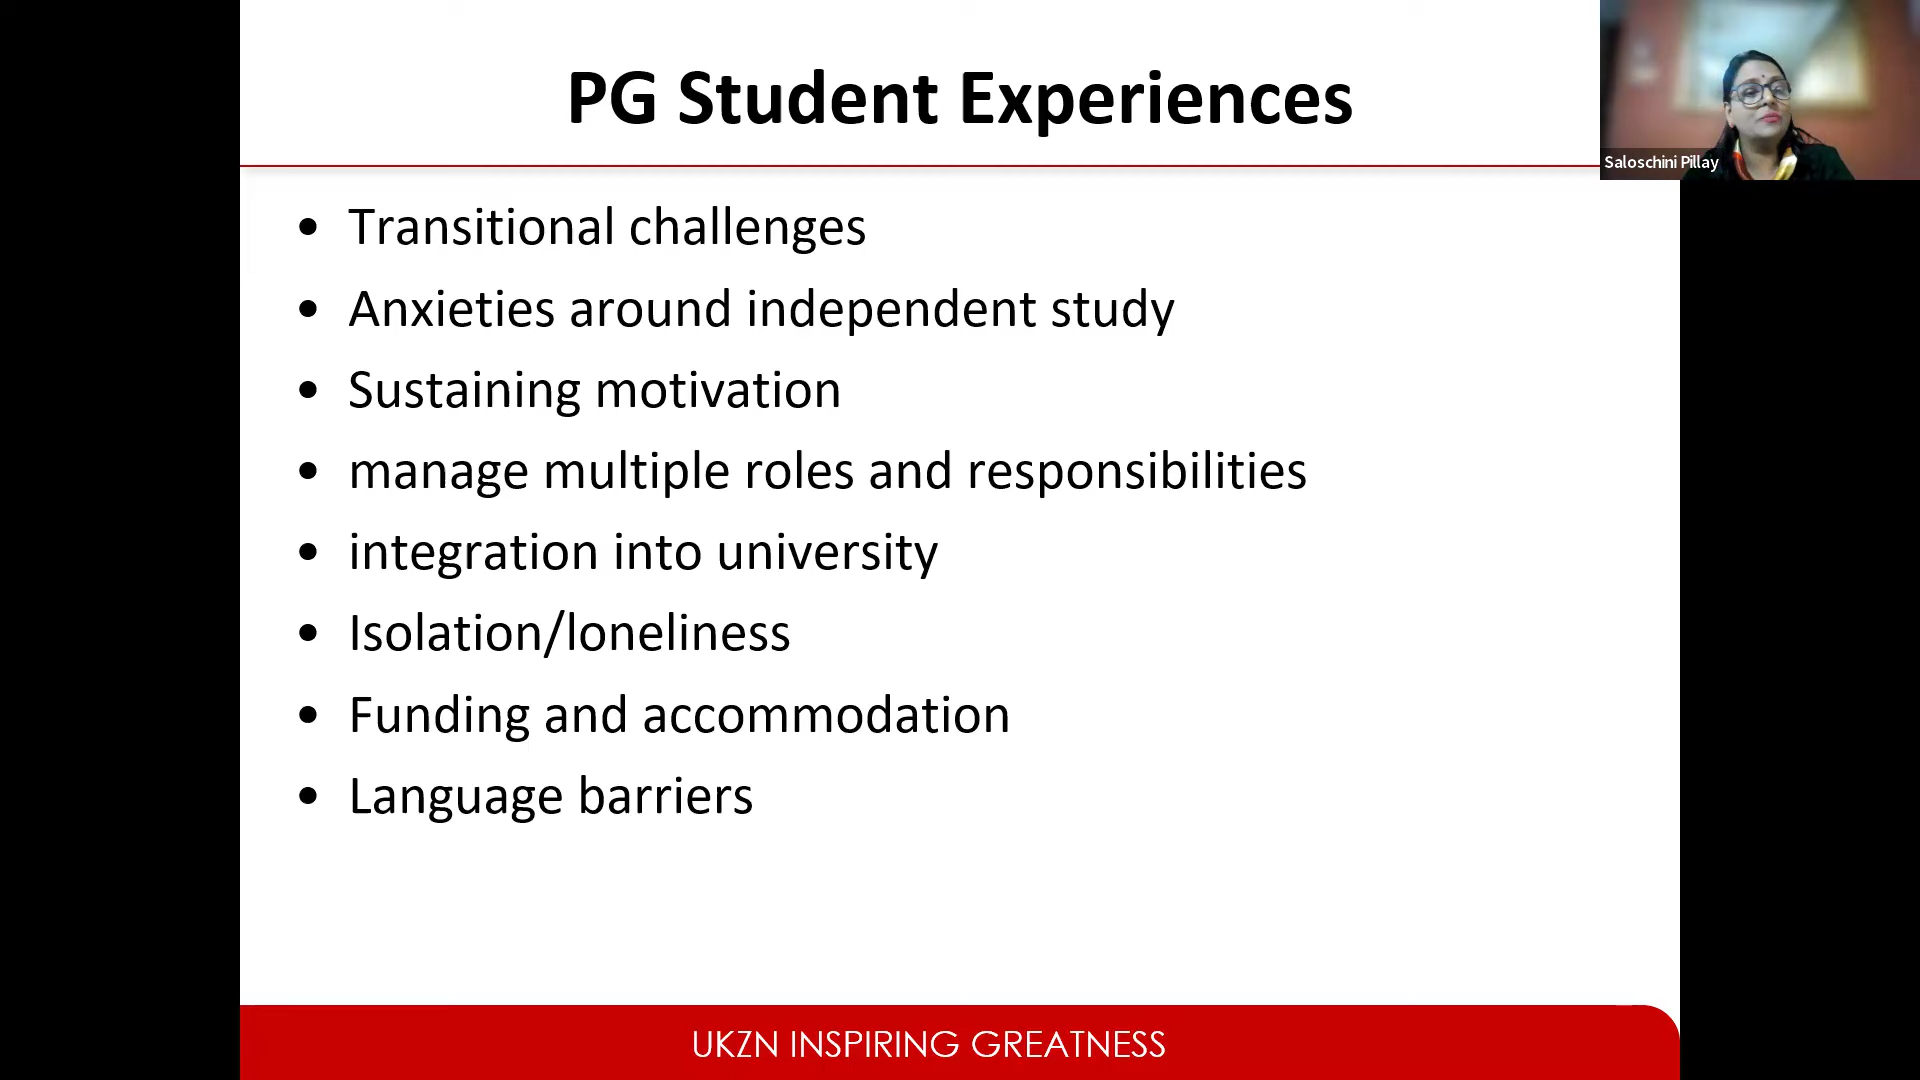 PG Student Experiences
Saloschini Pillay
• Transitional challenges
• Anxieties around independent study
• Sustaining motivation
• manage multiple roles and responsibilities
• integration into university
• Isolation/loneliness
• Funding and accommodation
• Language barriers
UKZN INSPIRING GREATNESS